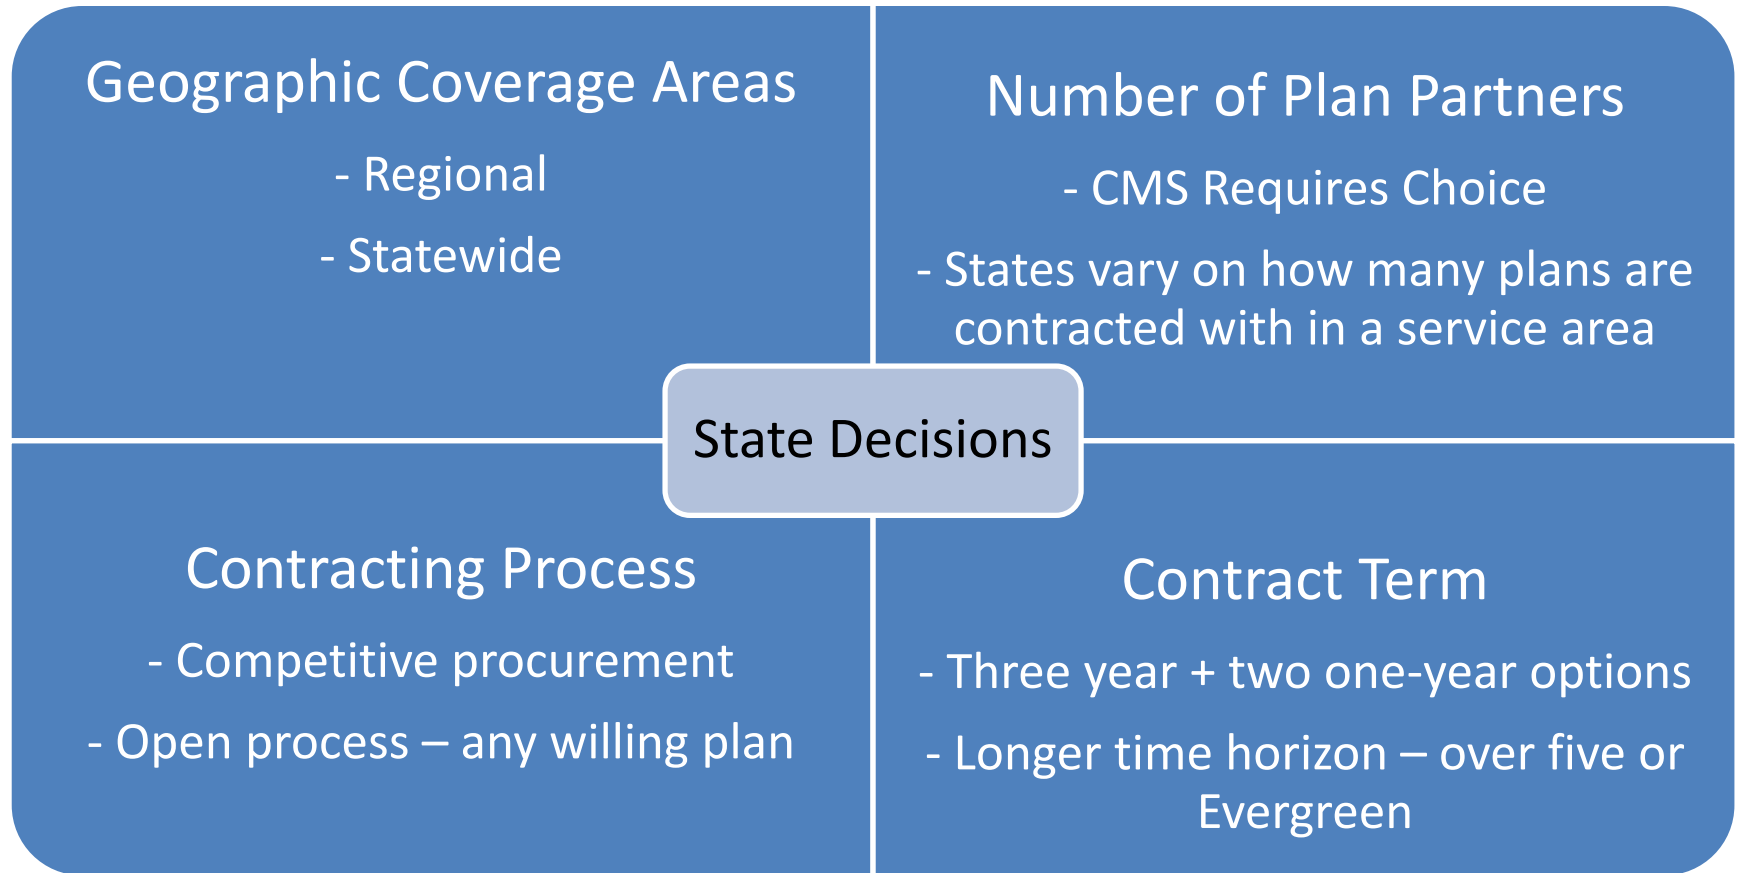 Geographic Coverage Areas
- Regional
- Statewide
Number of Plan Partners
- CMS Requires Choice
- States vary on how many plans are
contracted with in a service area
State Decisions
Contracting Process
- Competitive procurement
- Open process – any willing plan
Contract Term
- Three year + two one-year options
- Longer time horizon – over five or
Evergreen